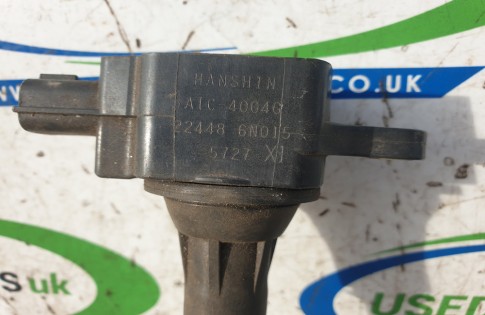 HANSHIN
AIC-4004G
22448 6N015
5727 X1
CO.UK
USED
S uk